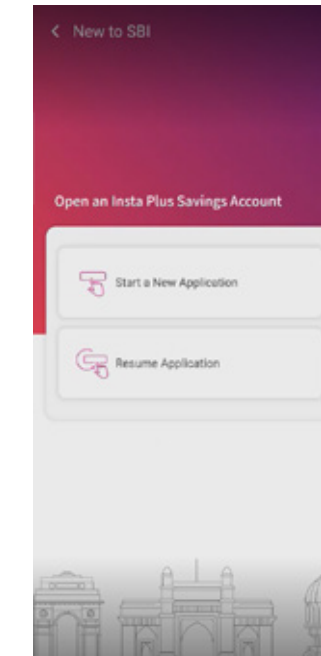 New to SBI
Open an Insta Plus Savings Account
Start a New Application
Resume Application